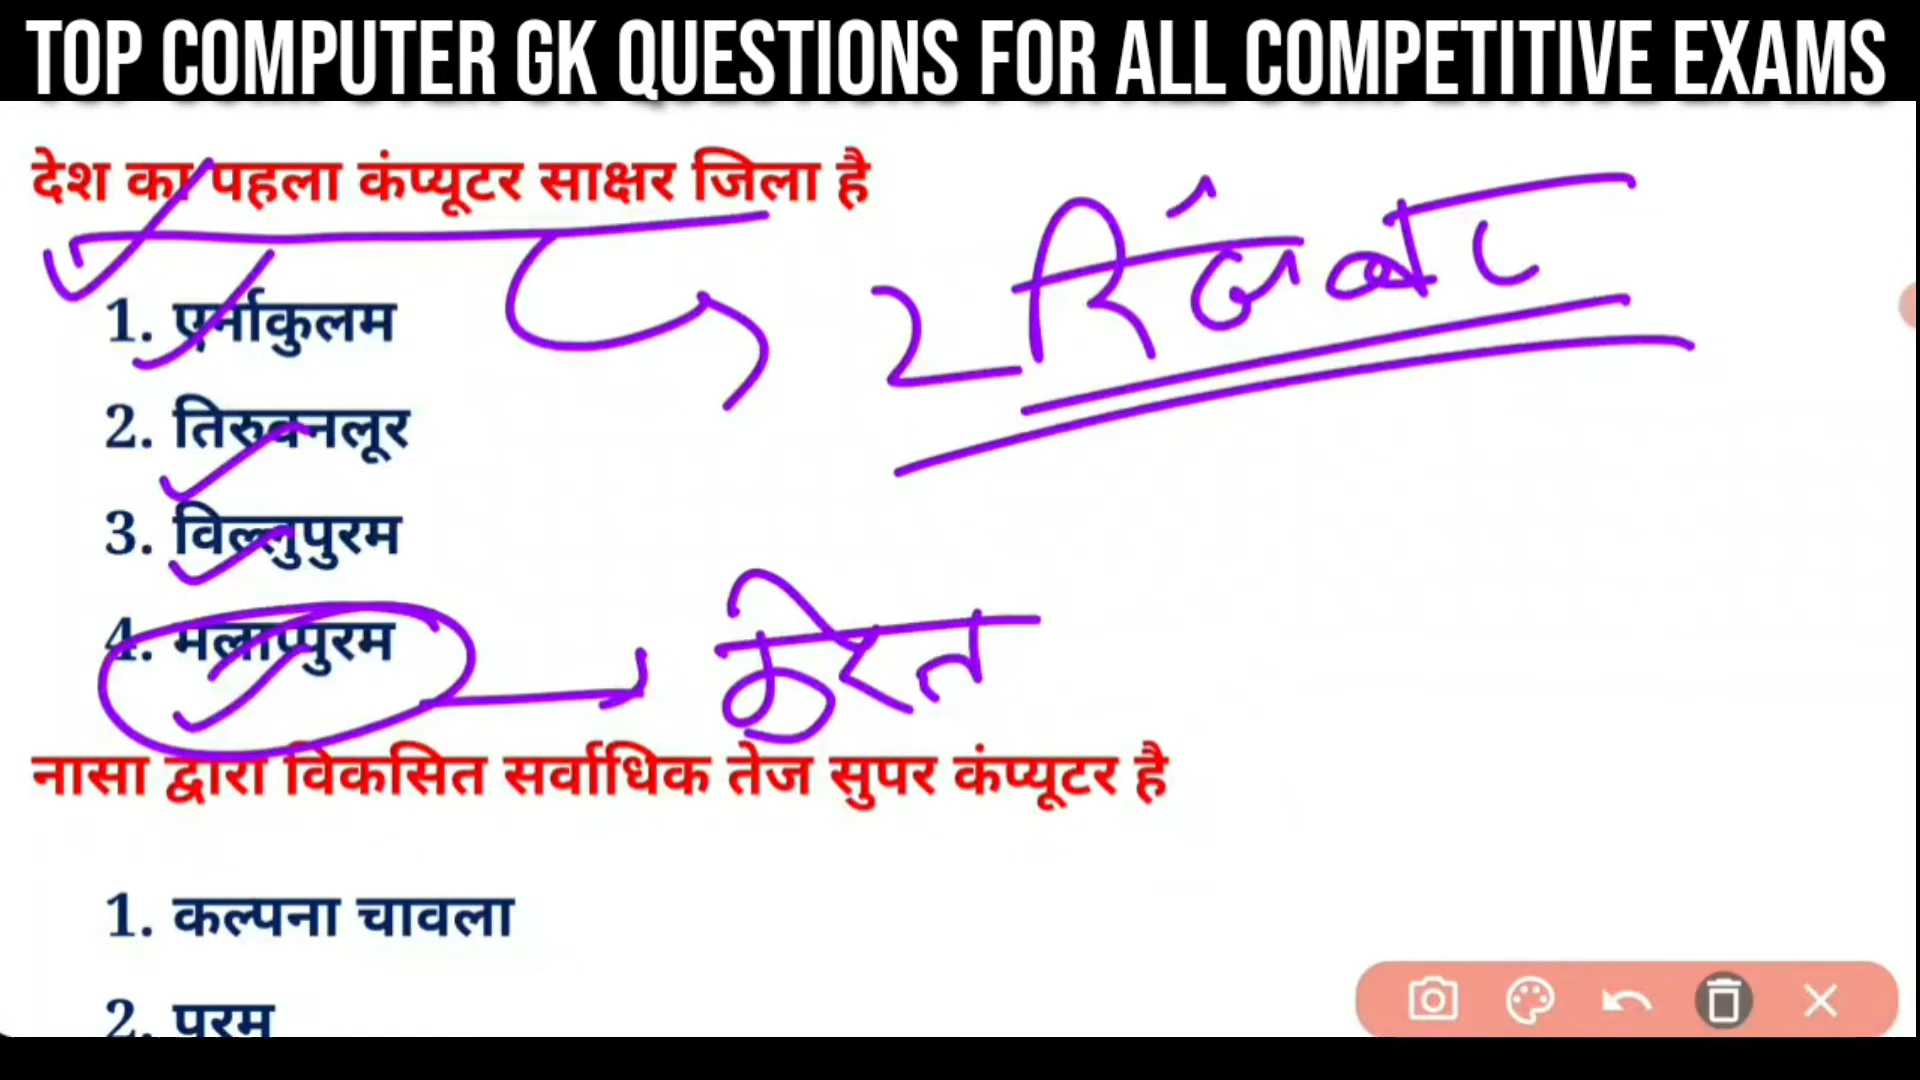 TOP COMPUTER GK QUESTIONS FOR ALL COMPETITIVE EXAMS
देश का पहला कंप्यूटर साक्षर जिला है
1. एर्नाकुलम
2. तिरुवनलूर
3. विल्लुपुरम
4. मलाप्पुरम
नासा द्वारा विकसित सर्वाधिक तेज सुपर कंप्यूटर है
1. कल्पना चावला
2. परम